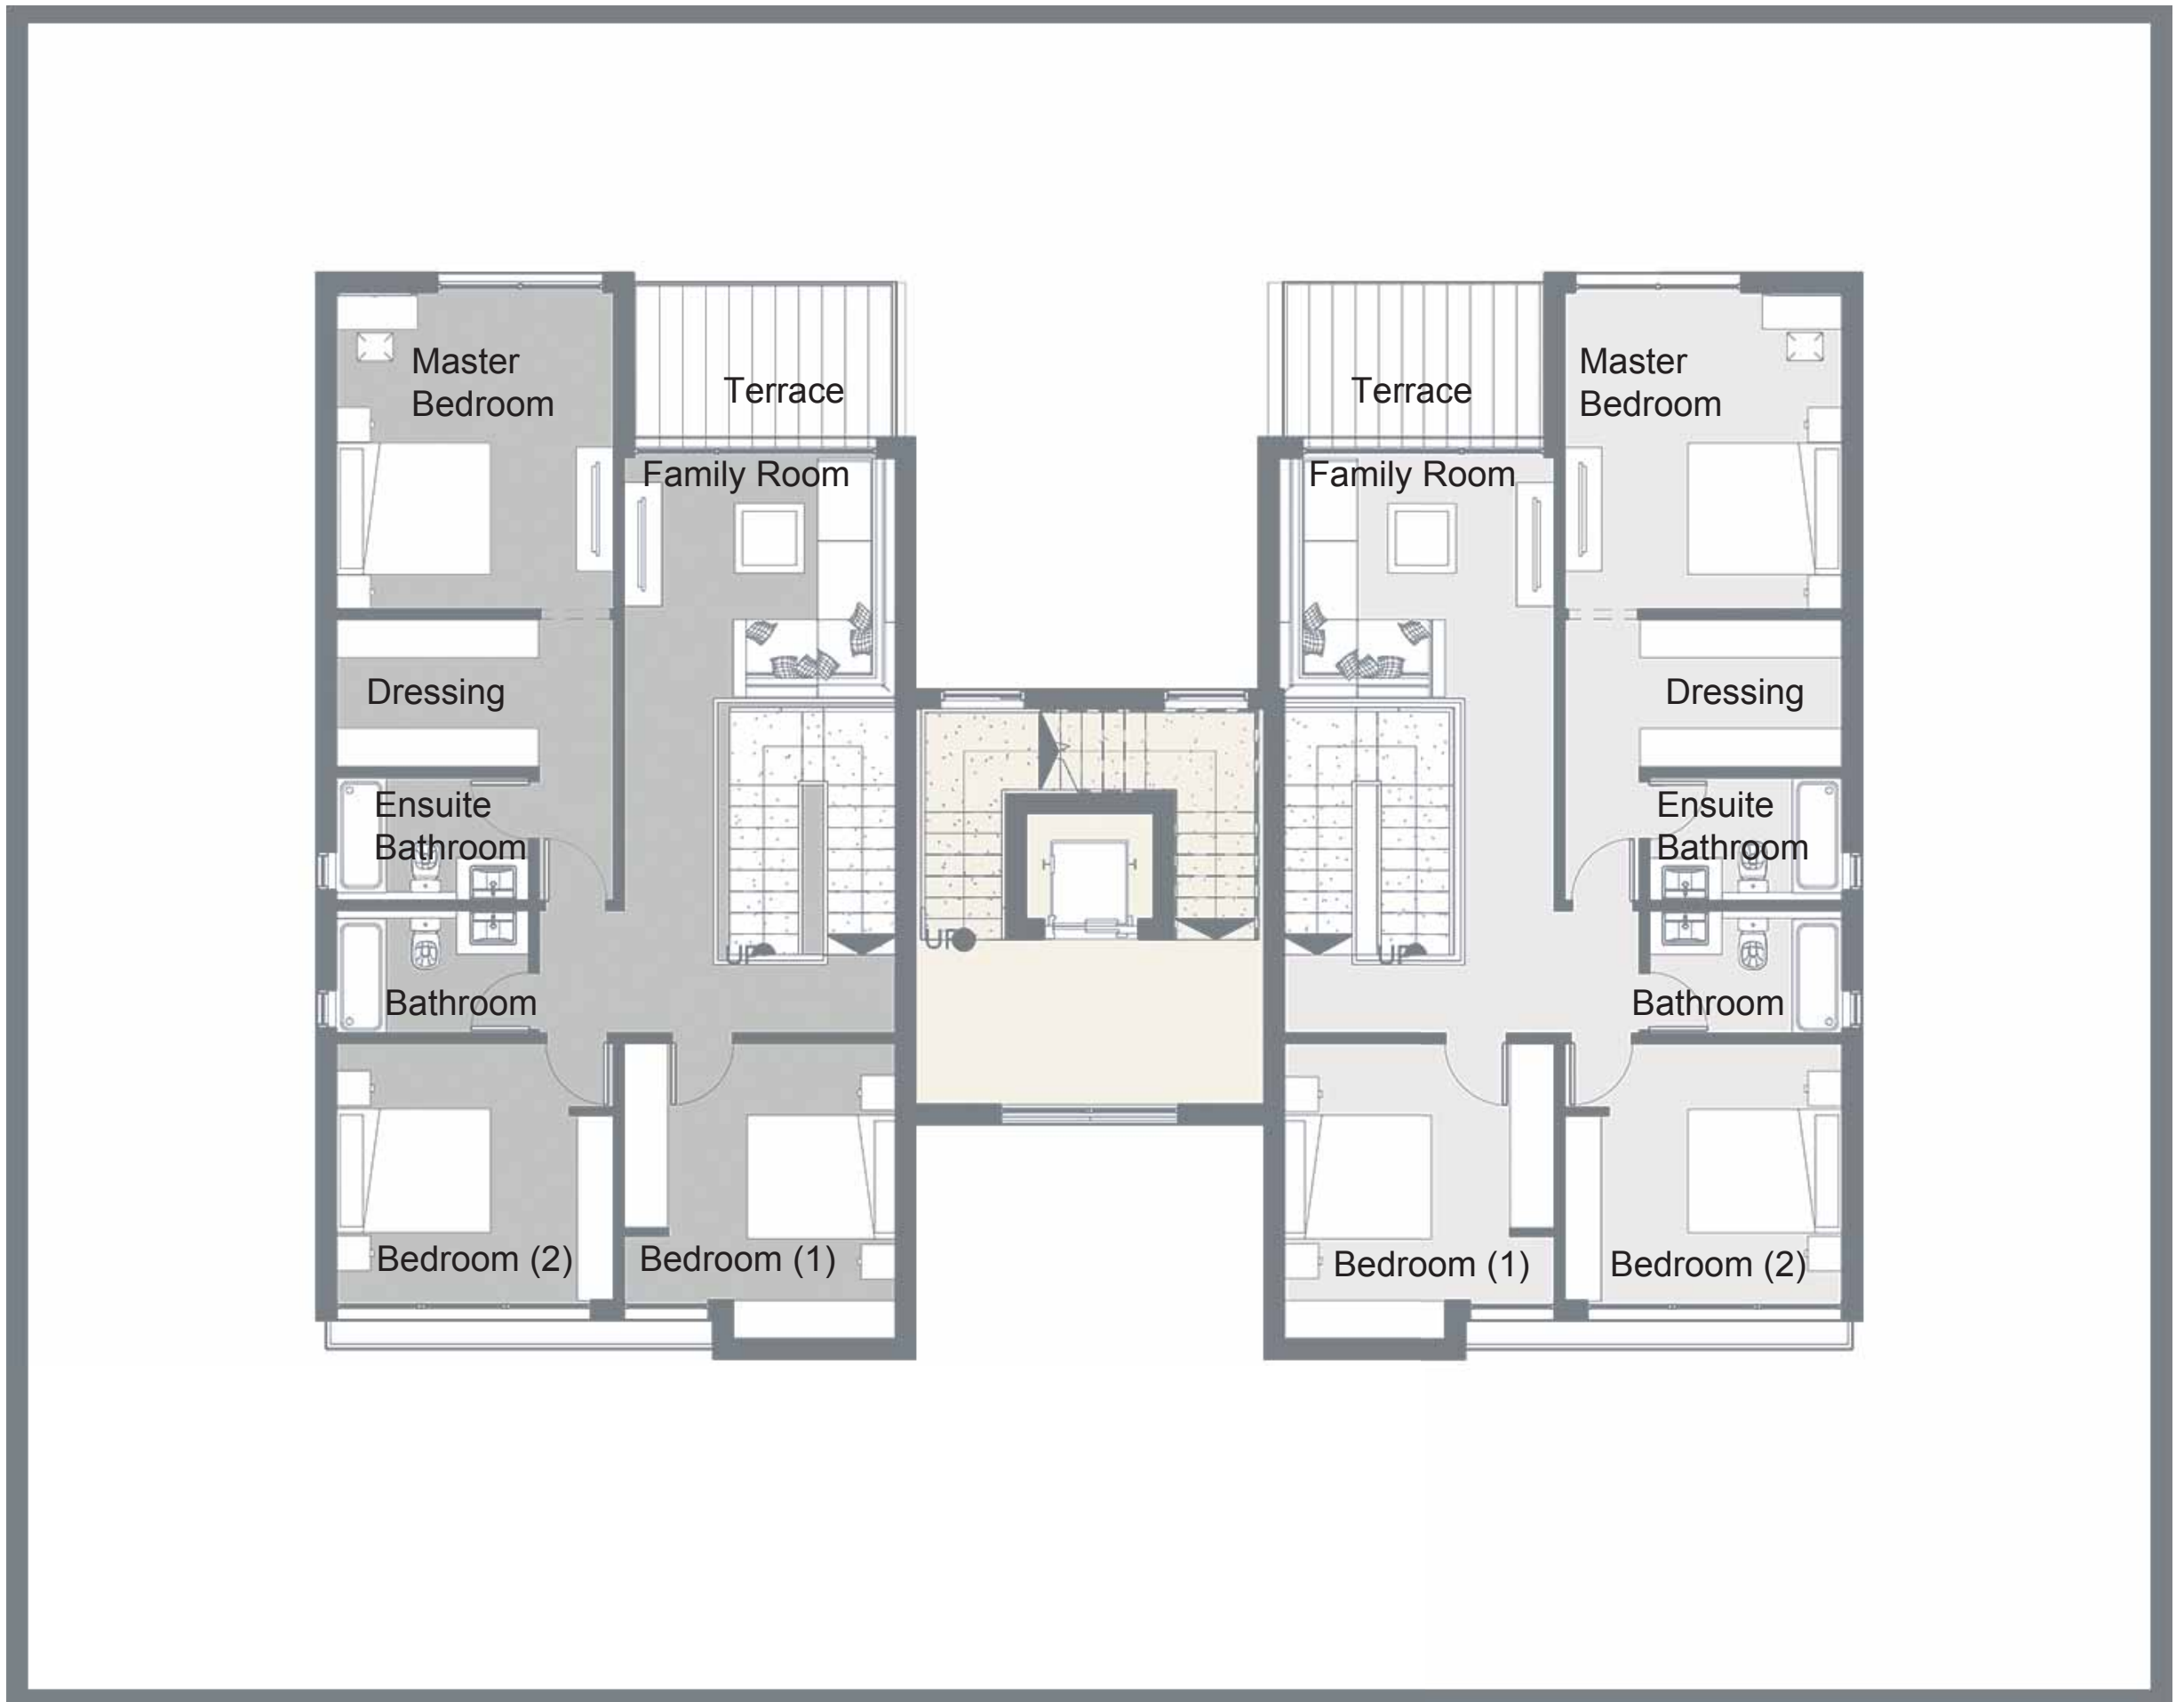 Master
Bedroom
Terrace
Terrace
Master
Bedroom
Family Room
Family Room
Dressing
Dressing
Ensuite
Bathroom
Ensuite
Bathroom
UP
UP
UP
Bathroom
Bathroom
Bedroom (2)
Bedroom (1)
Bedroom (1)
Bedroom (2)